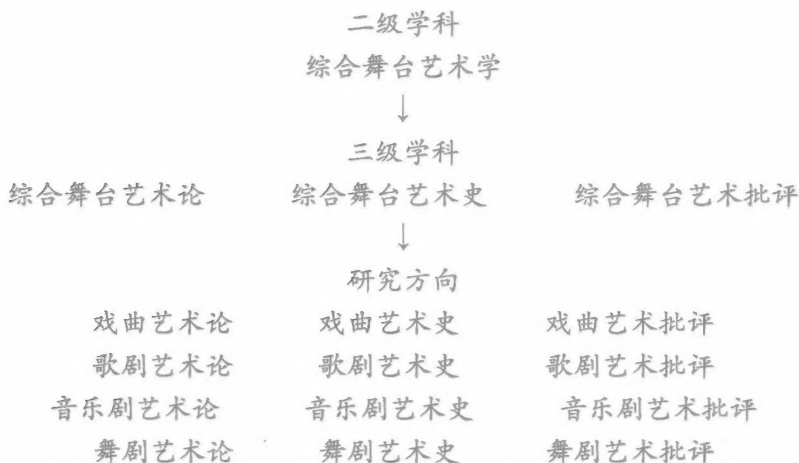 二级学科
综合舞台艺术学
↓
三级学科
综合舞台艺术论 综合舞台艺术史 综合舞台艺术批评
↓
研究方向
戏曲艺术论 戏曲艺术史 戏曲艺术批评
歌剧艺术论 歌剧艺术史 歌剧艺术批评
音乐剧艺术论 音乐剧艺术史 音乐剧艺术批评
舞剧艺术论 舞剧艺术史 舞剧艺术批评